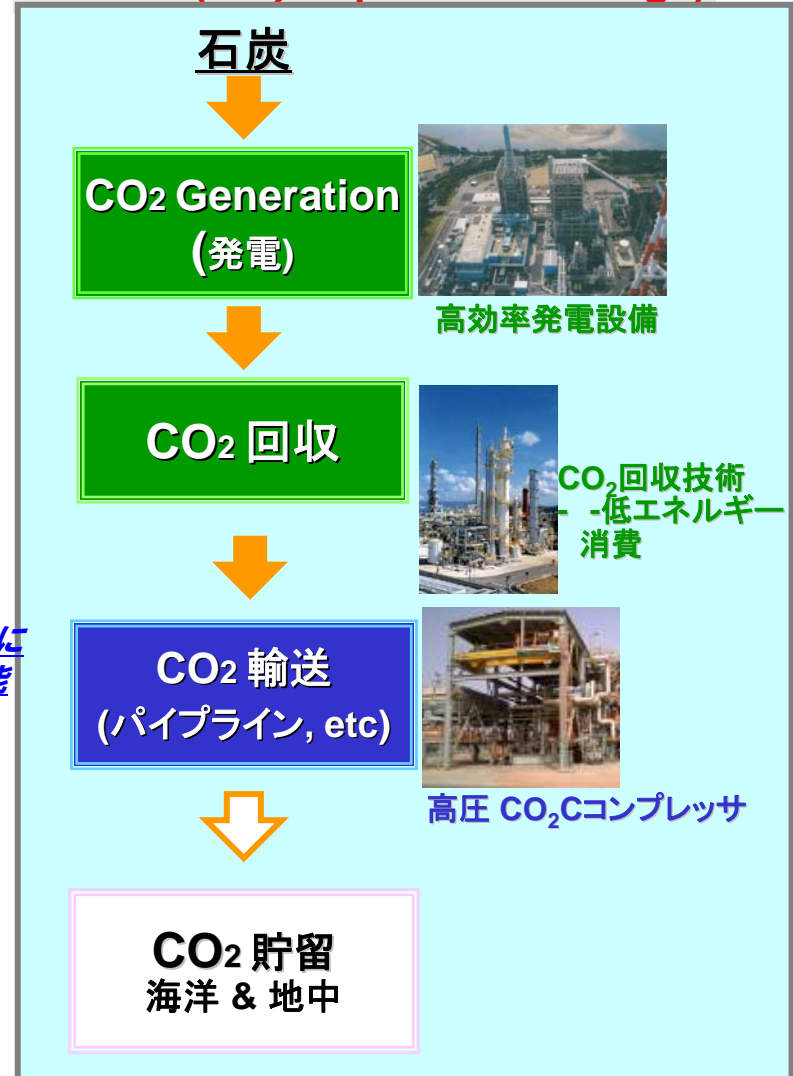 石炭
CO2 Generation
(発電)
高効率発電設備
CO2 回収
CO2回収技術
- -低エネルギー
消費
に
CO2 輸送
(パイプライン, etc)
高圧 CO2Cコンプレッサ
CO2 貯留
海洋 & 地中